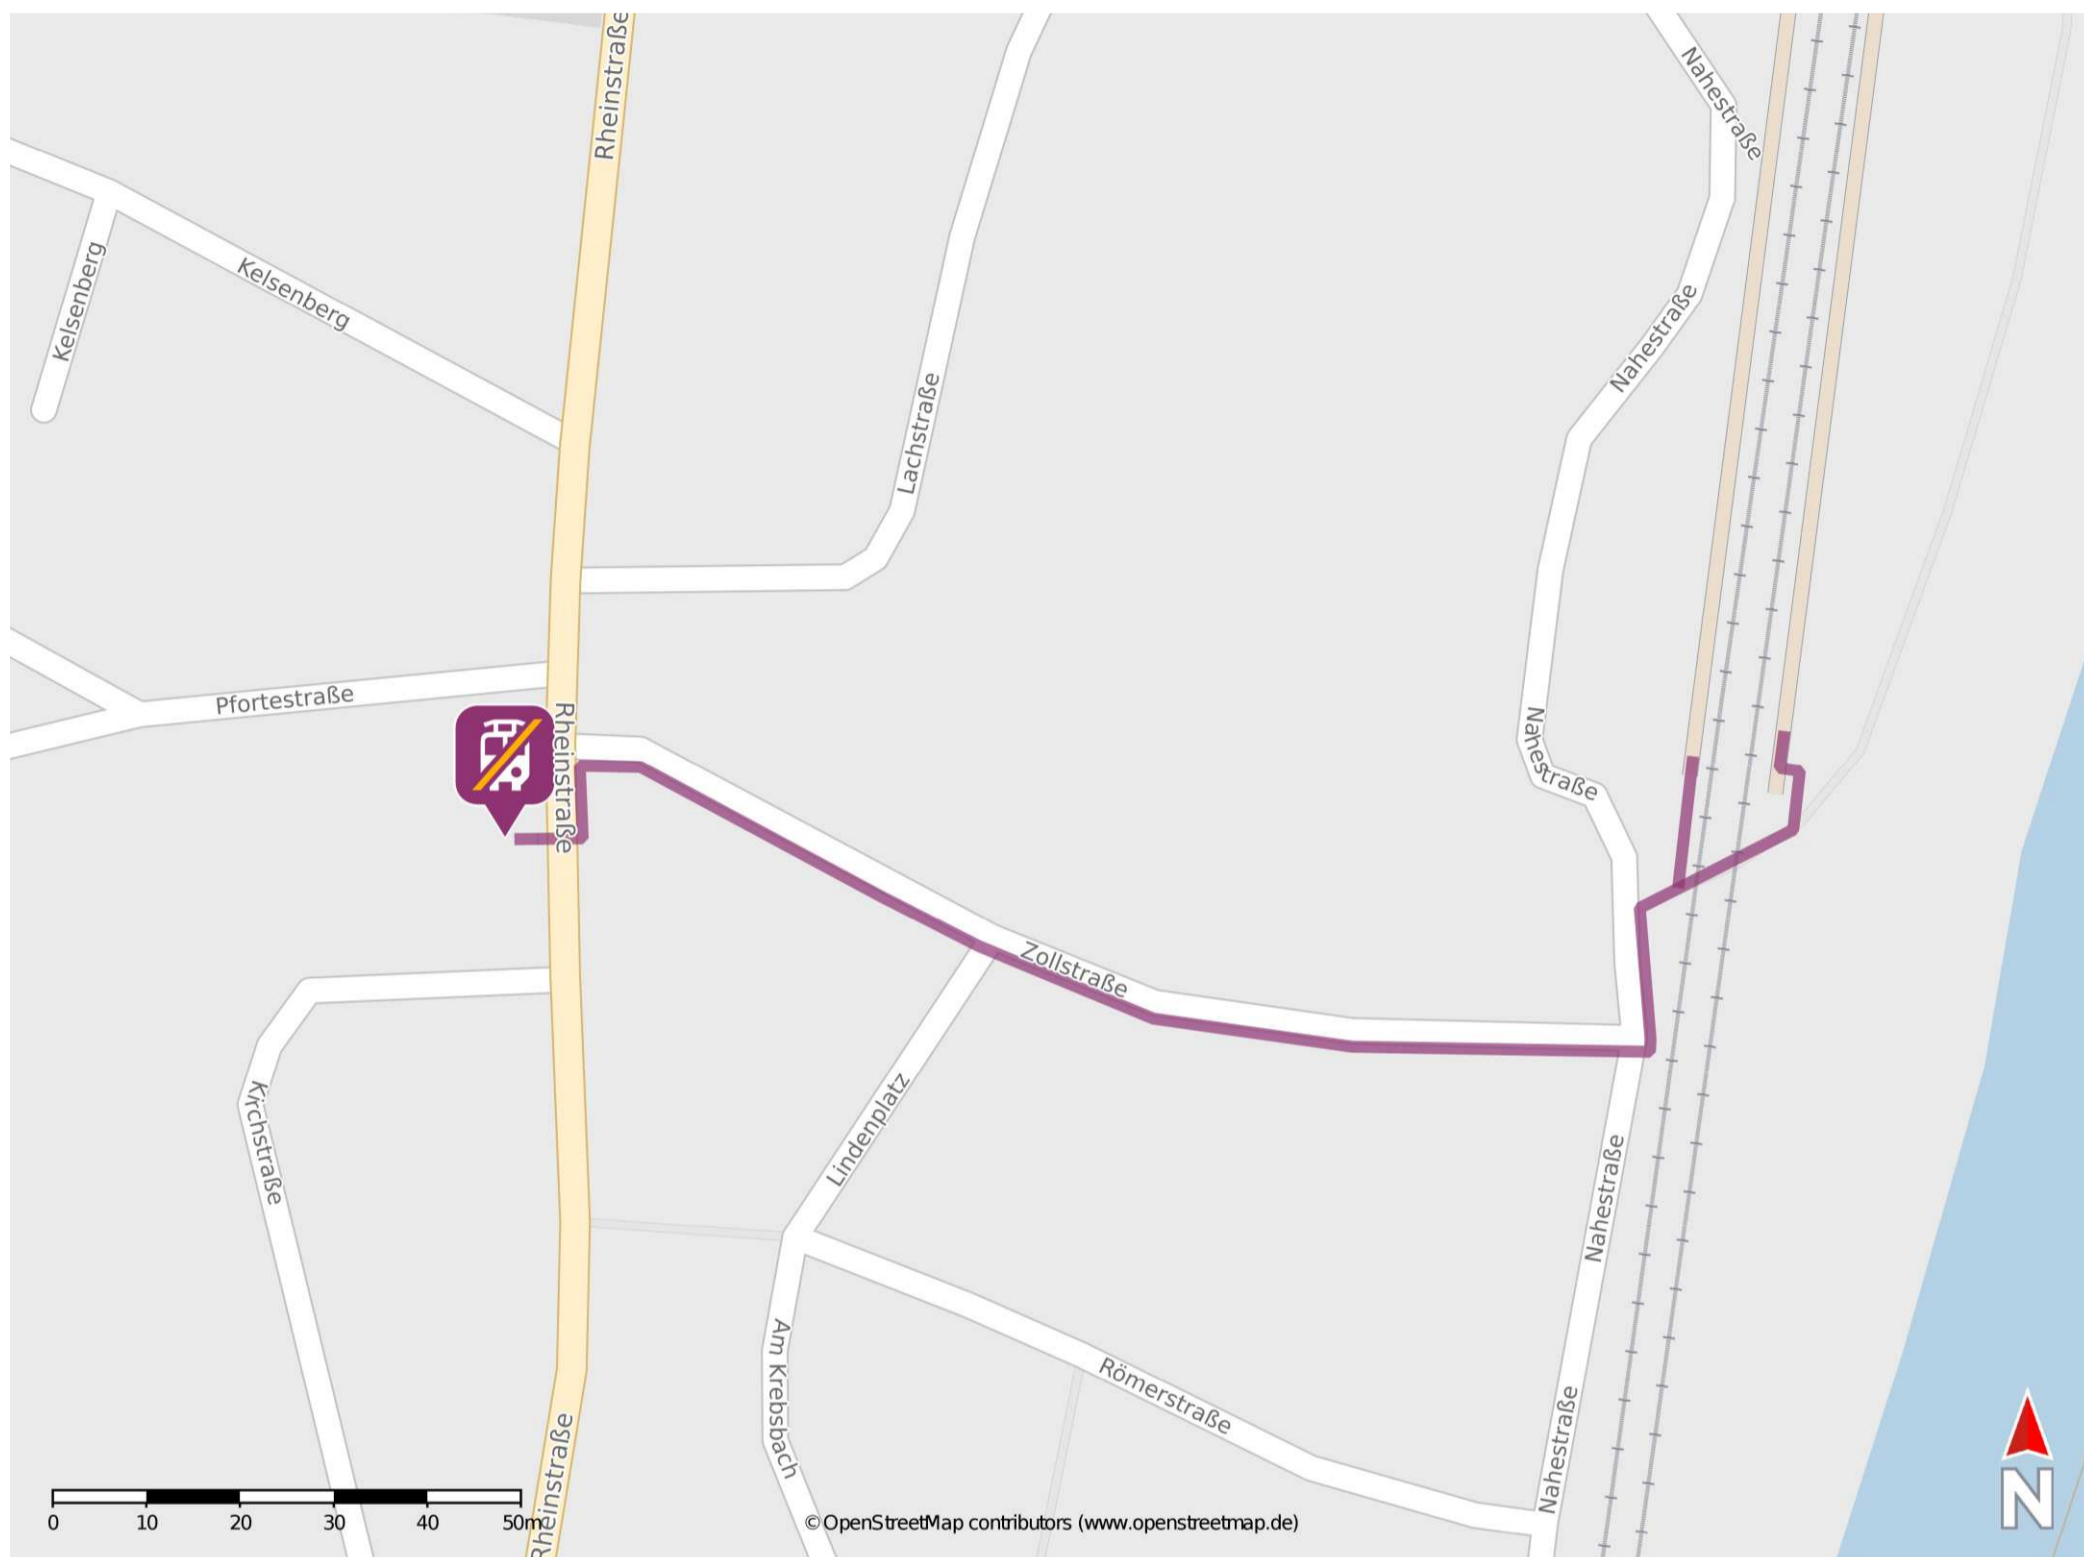 Rheinstraße
Nahestraße
Kelsenberg
Kelsenberg
Nahestraße
Lachstraße
Pfortestraße
Rheinstraße
Nahestraße
Zollstraße
Kirchstraße
Lindenplatz
Nahestraße
Am Krebsbach
Römerstraße
Nahestraße
Rheinstraße
0 10 20 30 40 50m
© OpenStreetMap contributors (www.openstreetmap.de)
N